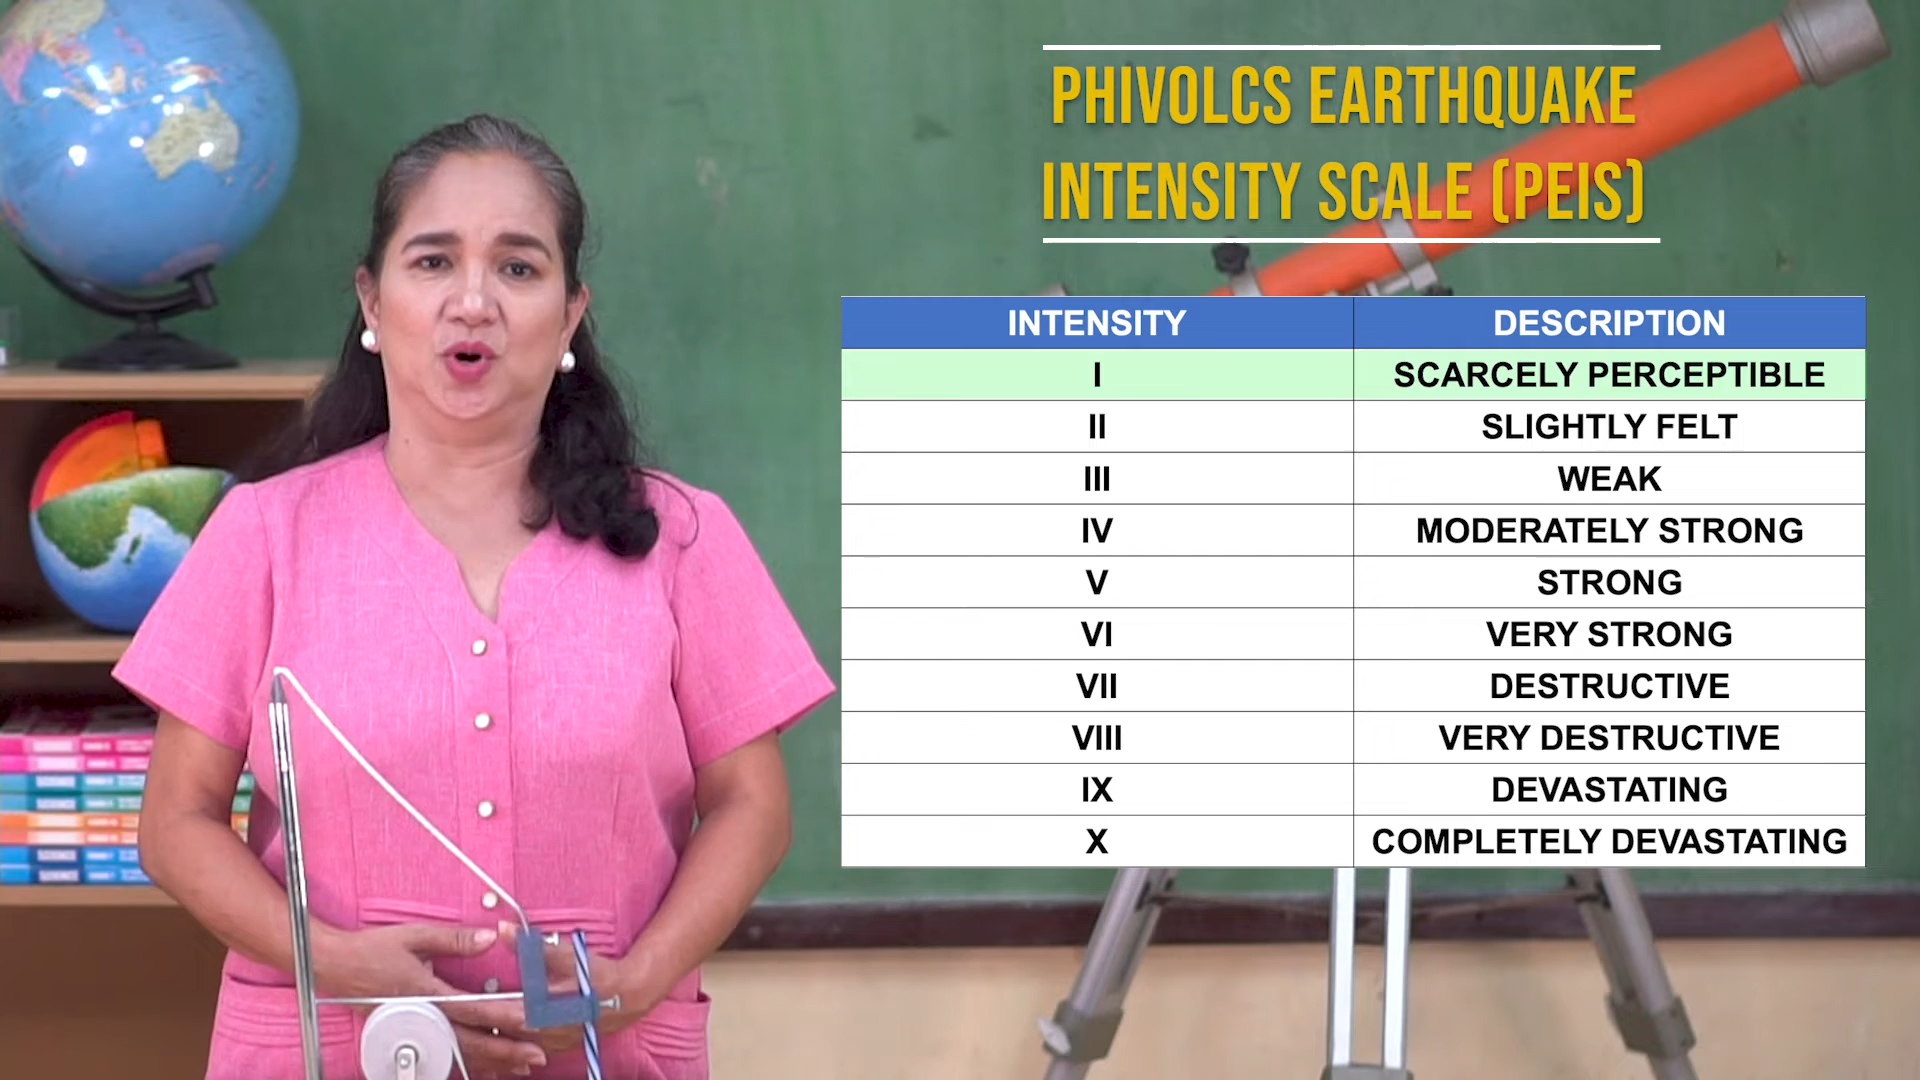 PHIVOLCS EARTHQUAKE
INTENSITY SCALE (PEIS)
INTENSITY DESCRIPTION
I SCARCELY PERCEPTIBLE
II SLIGHTLY FELT
III WEAK
IV MODERATELY STRONG
V STRONG
VI VERY STRONG
VII DESTRUCTIVE
VIII VERY DESTRUCTIVE
IX DEVASTATING
X COMPLETELY DEVASTATING